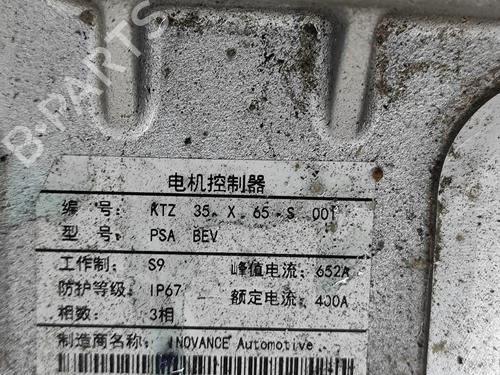 B-PARTS
电机控制器
编 号: KTZ 35 X 65 S 001
型 号: PSA BEV
工作制: S9 峰值电流: 652A
防护等级: IP67 额定电流: 400A
相数: 3相
制造商名称: INOVANCE Automotive